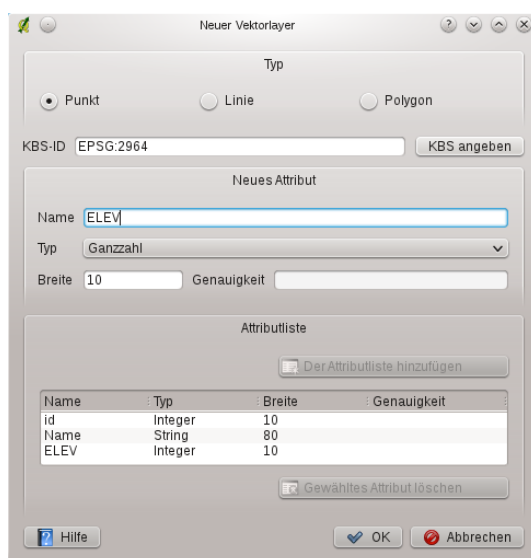 Neuer Vektorlayer
Typ
Punkt Linie Polygon
KBS-ID EPSG:2964 KBS angeben
Neues Attribut
Name ELEV
Typ Ganzzahl
Breite 10 Genauigkeit
Attributliste
Der Attributliste hinzufügen
Name Typ Breite Genauigkeit
id Integer 10
Name String 80
ELEV Integer 10
Gewähltes Attribut löschen
Hilfe OK Abbrechen